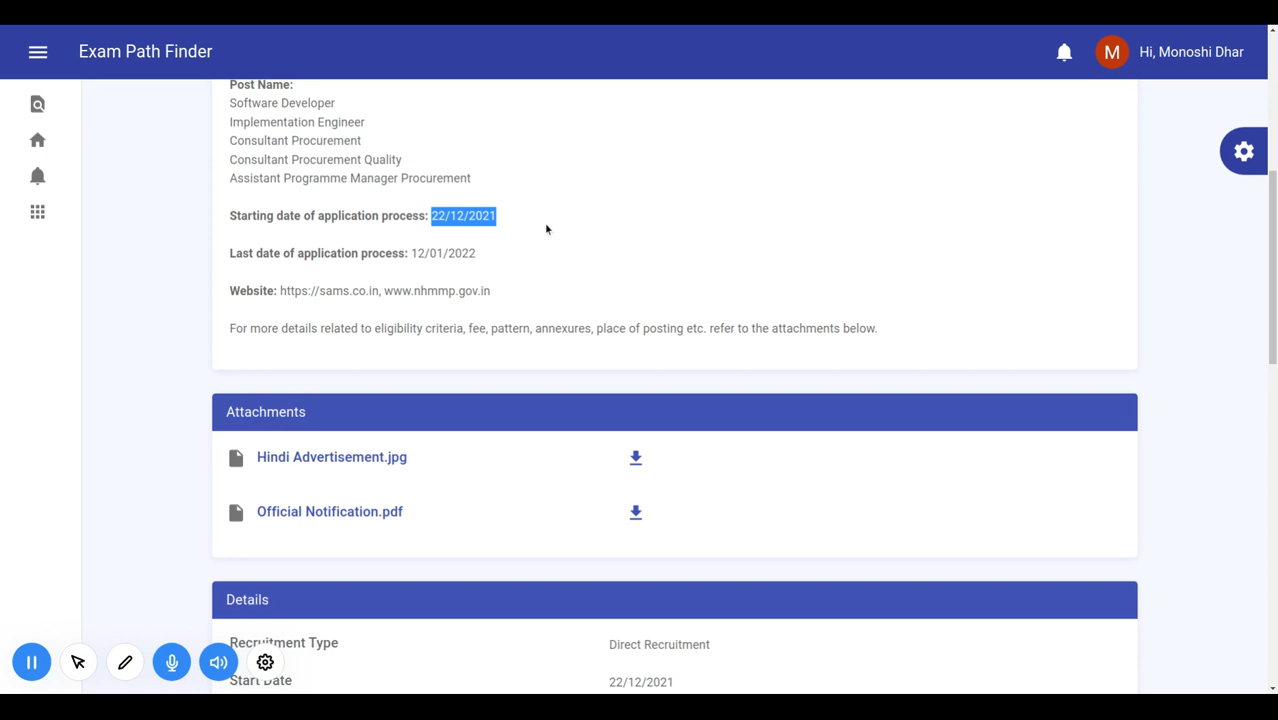 Exam Path Finder
M Hi, Monoshi Dhar
Post Name:
Software Developer
Implementation Engineer
Consultant Procurement
Consultant Procurement Quality
Assistant Programme Manager Procurement
Starting date of application process: 22/12/2021
Last date of application process: 12/01/2022
Website: https://sams.co.in, www.nhmmp.gov.in
For more details related to eligibility criteria, fee, pattern, annexures, place of posting etc. refer to the attachments below.
Attachments
Hindi Advertisement.jpg
Official Notification.pdf
Details
Recruitment Type Direct Recruitment
Start Date 22/12/2021